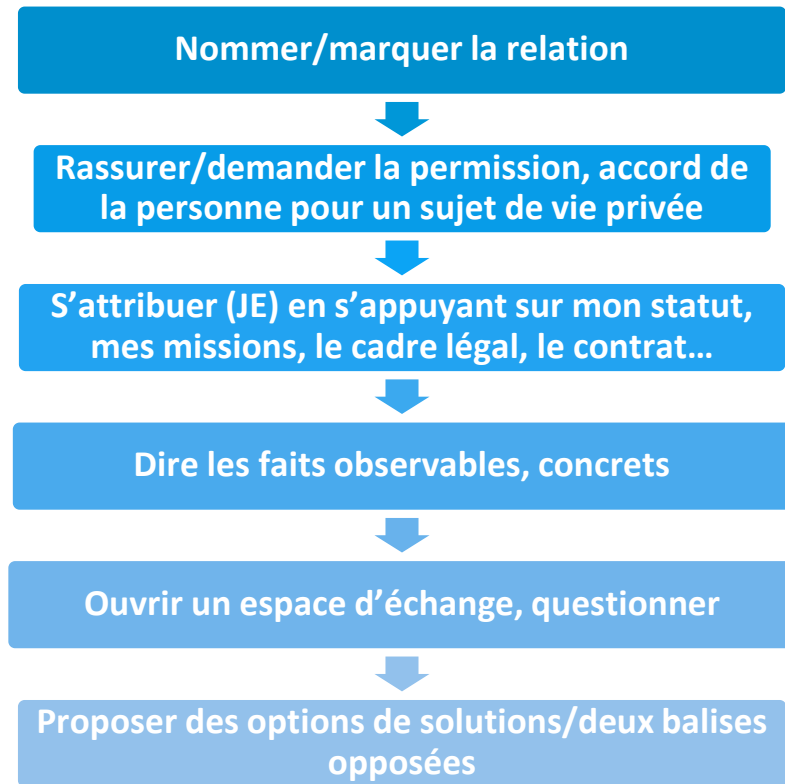 Nommer/marquer la relation
Rassurer/demander la permission, accord de
la personne pour un sujet de vie privée
S’attribuer (JE) en s’appuyant sur mon statut,
mes missions, le cadre légal, le contrat…
Dire les faits observables, concrets
Ouvrir un espace d’échange, questionner
Proposer des options de solutions/deux balises
opposées